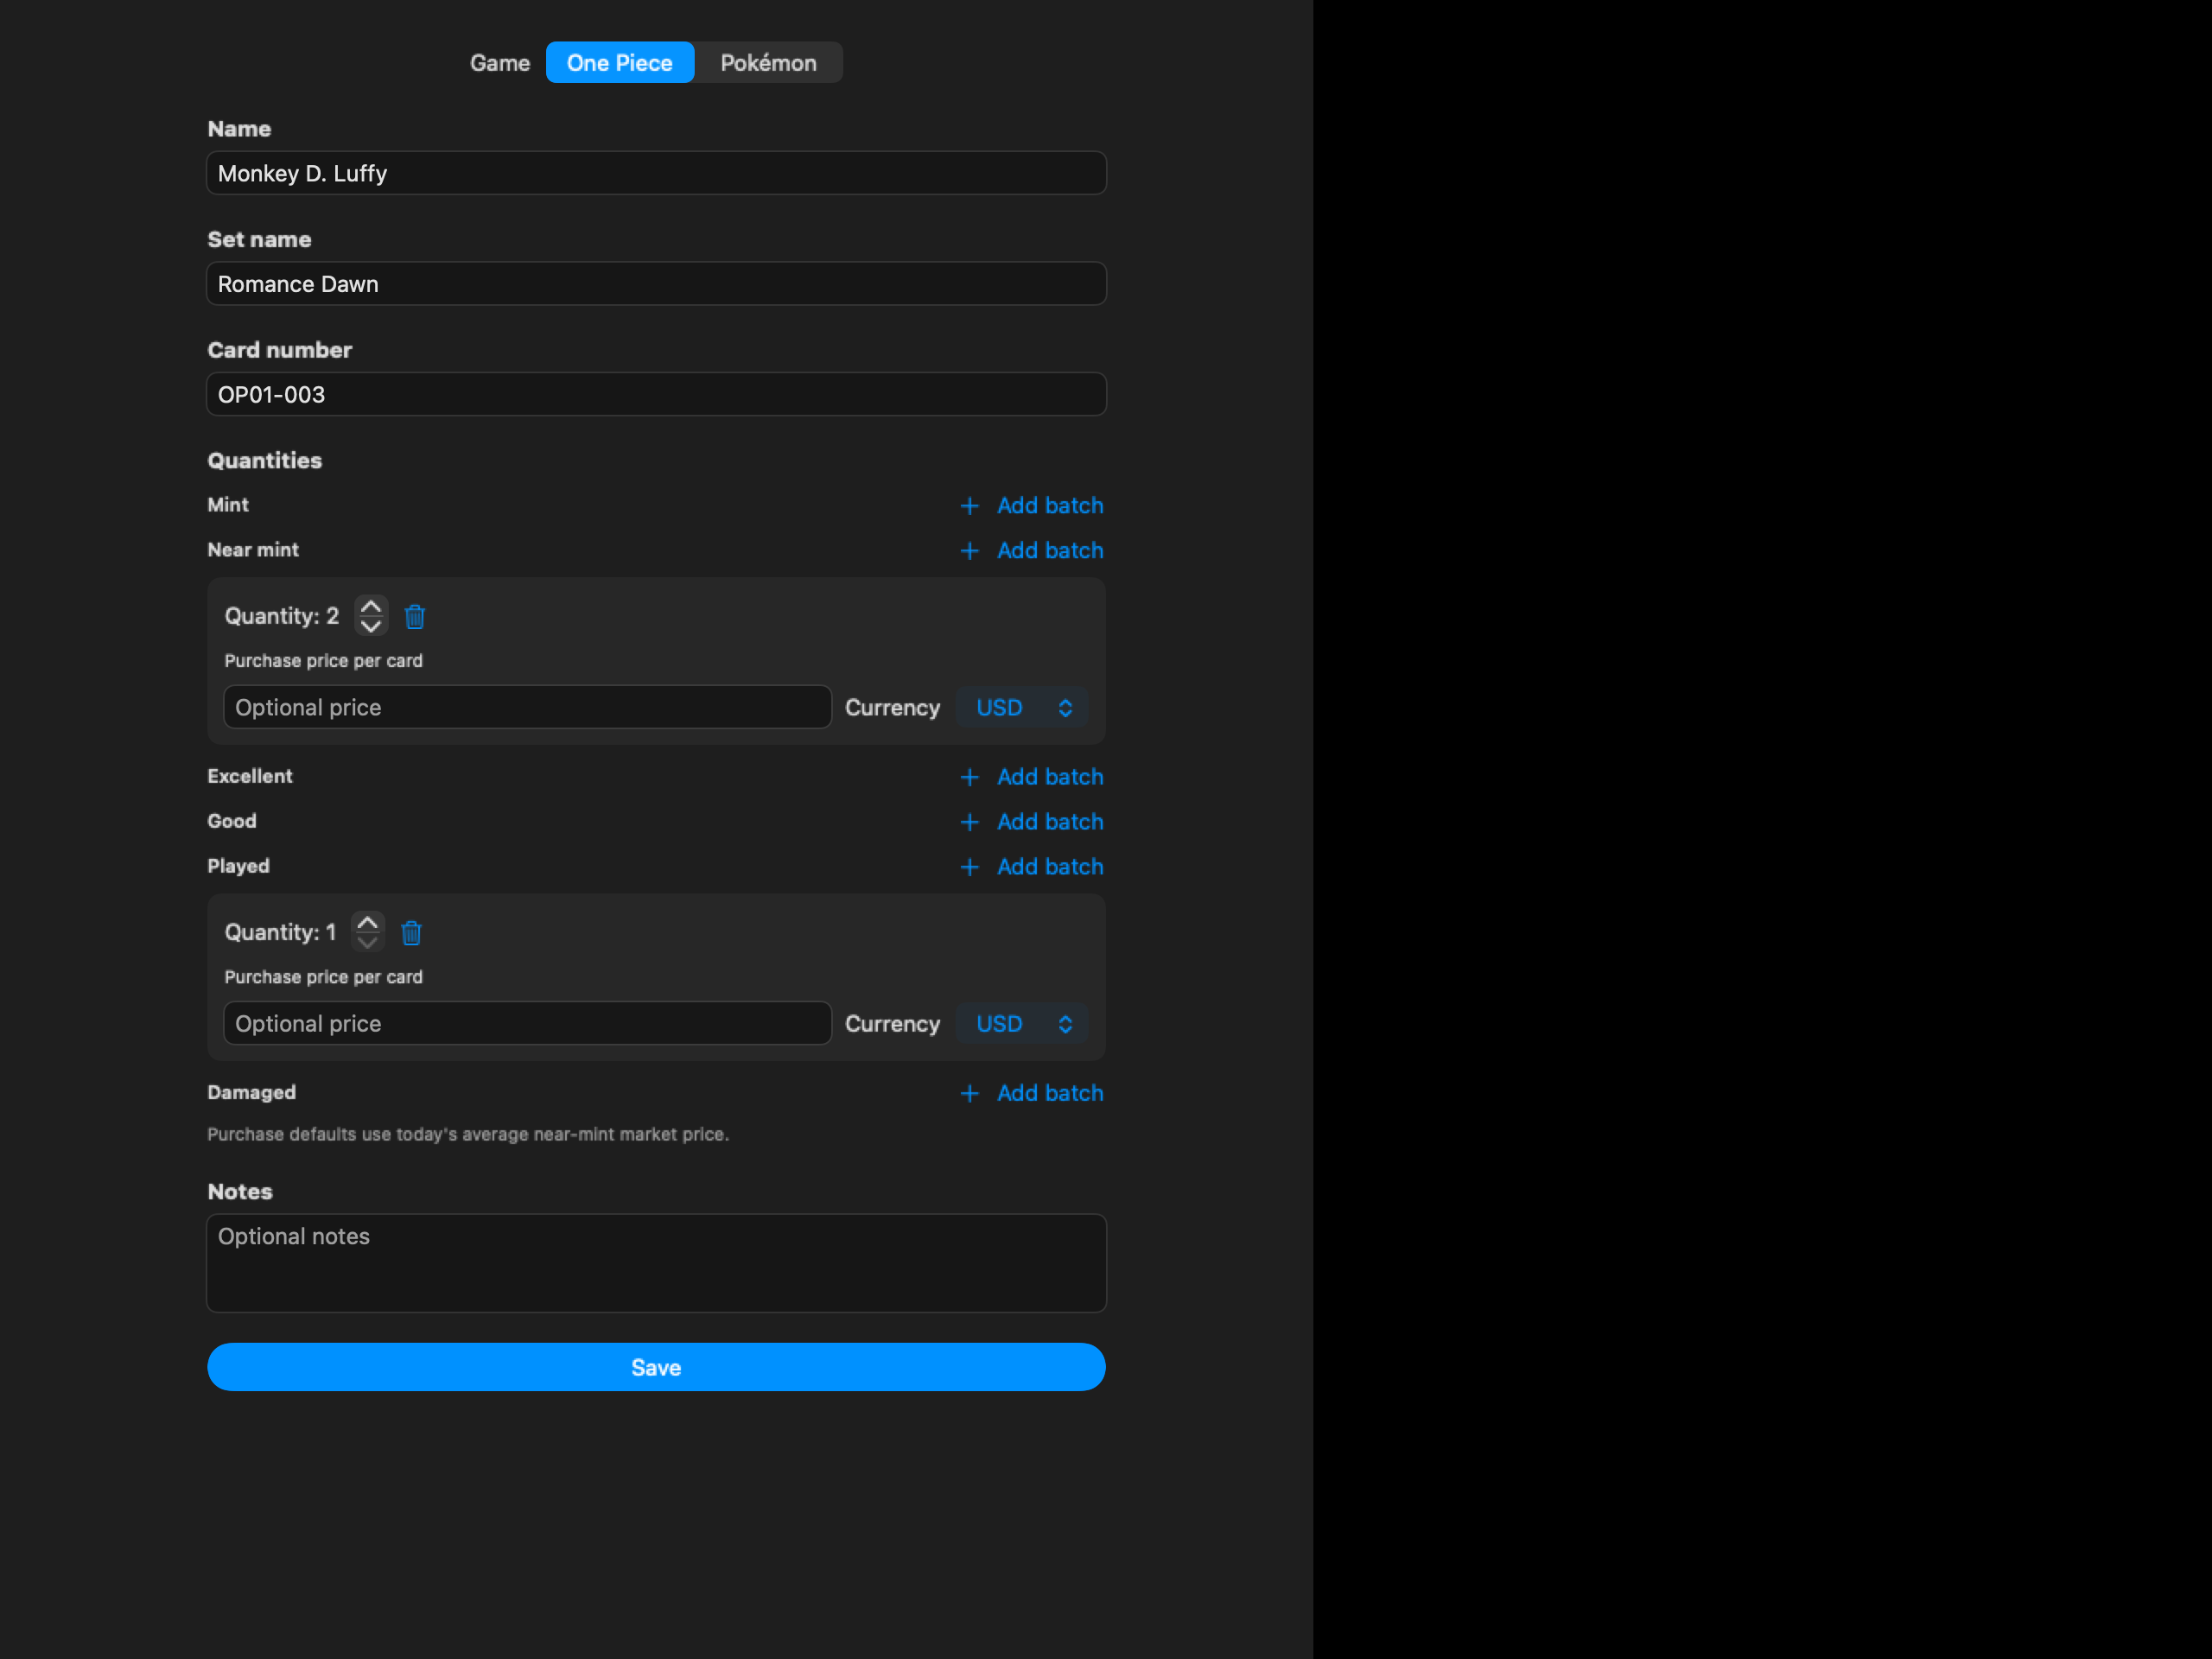 Game One Piece Pokémon
Name
Monkey D. Luffy
Set name
Romance Dawn
Card number
OP01-003
Quantities
Mint + Add batch
Near mint + Add batch
Quantity: 2
Purchase price per card
Optional price Currency USD
Excellent + Add batch
Good + Add batch
Played + Add batch
Quantity: 1
Purchase price per card
Optional price Currency USD
Damaged + Add batch
Purchase defaults use today's average near-mint market price.
Notes
Optional notes
Save